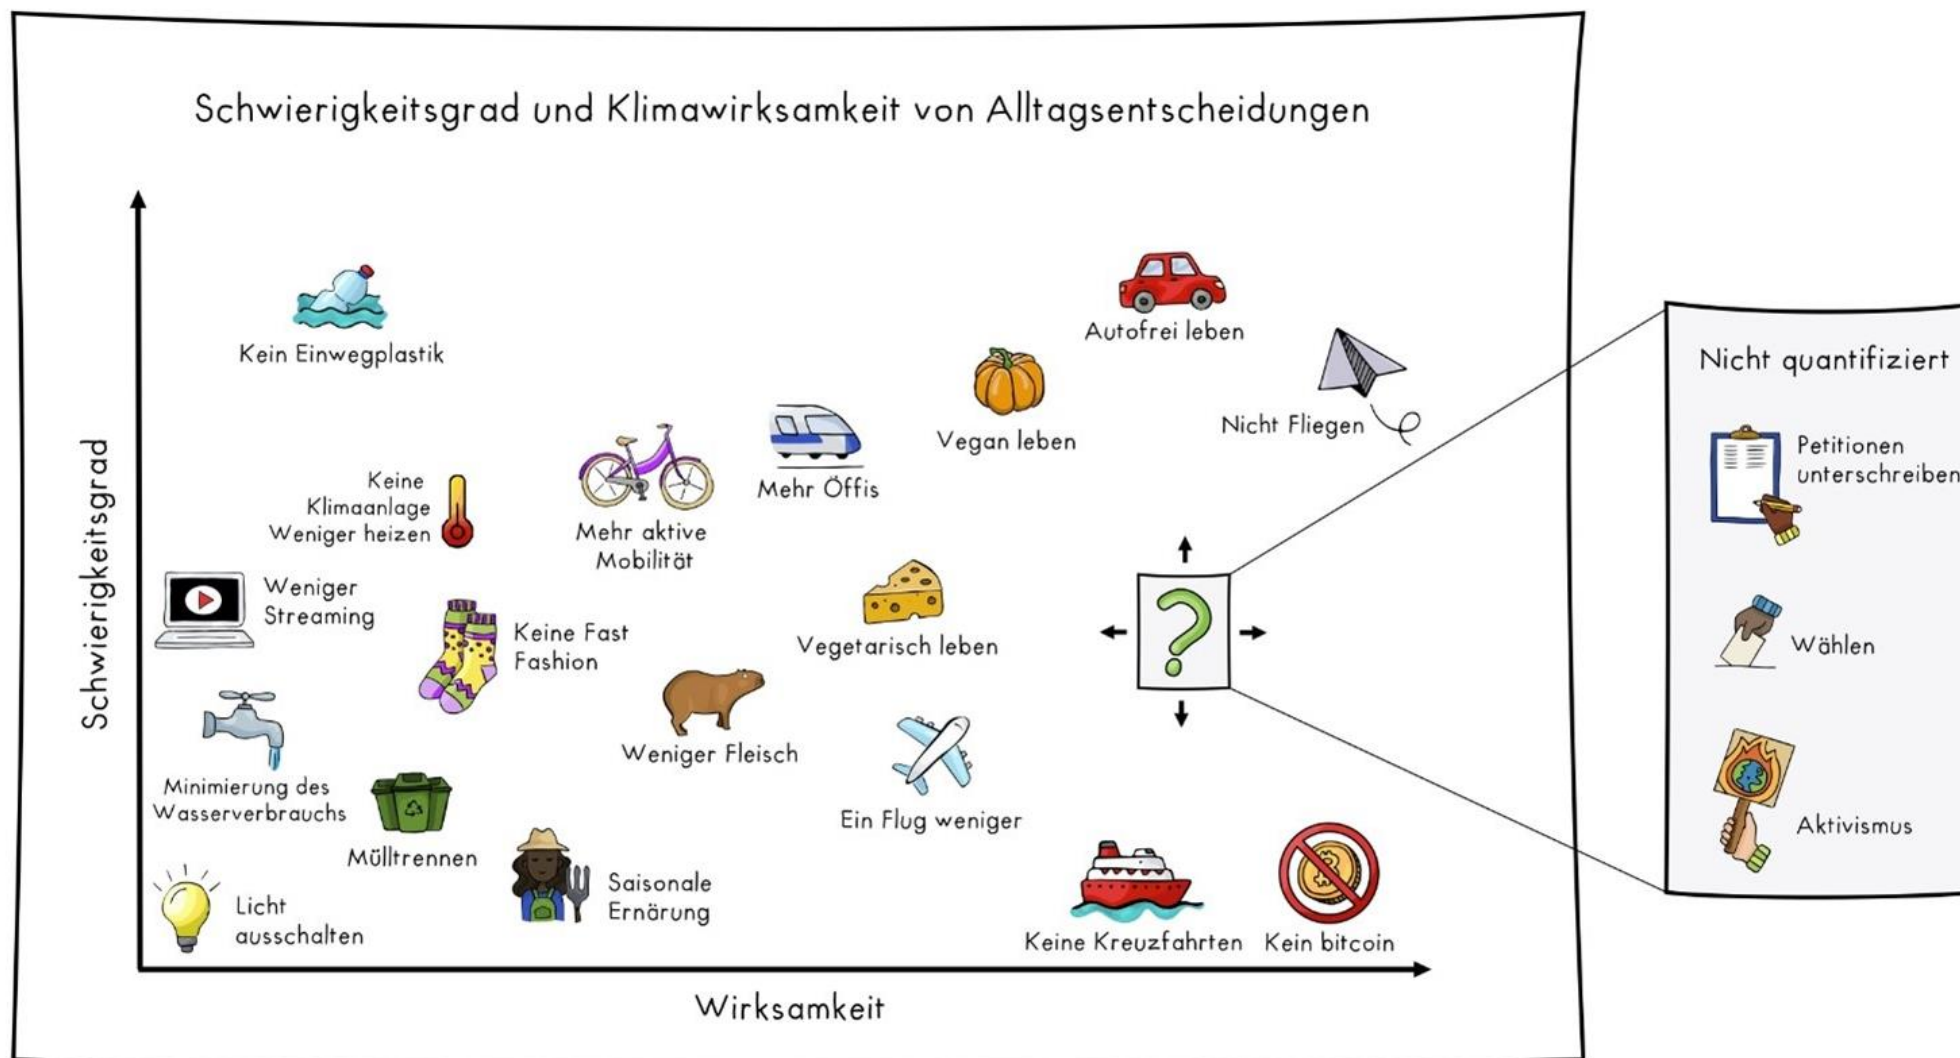 Schwierigkeitsgrad und Klimawirksamkeit von Alltagsentscheidungen
Schwierigkeitsgrad
Kein Einwegplastik
Autofrei leben
Nicht Fliegen
Vegan leben
Mehr Öffis
Mehr aktive
Mobilität
Keine
Klimaanlage
Weniger heizen
Weniger
Streaming
Keine Fast
Fashion
Vegetarisch leben
?
Weniger Fleisch
Minimierung des
Wasserverbrauchs
Ein Flug weniger
Mülltrennen
Saisonale
Ernärung
Licht
ausschalten
Keine Kreuzfahrten
Kein bitcoin
Wirksamkeit
Nicht quantifiziert
Petitionen
unterschreiben
Wählen
Aktivismus